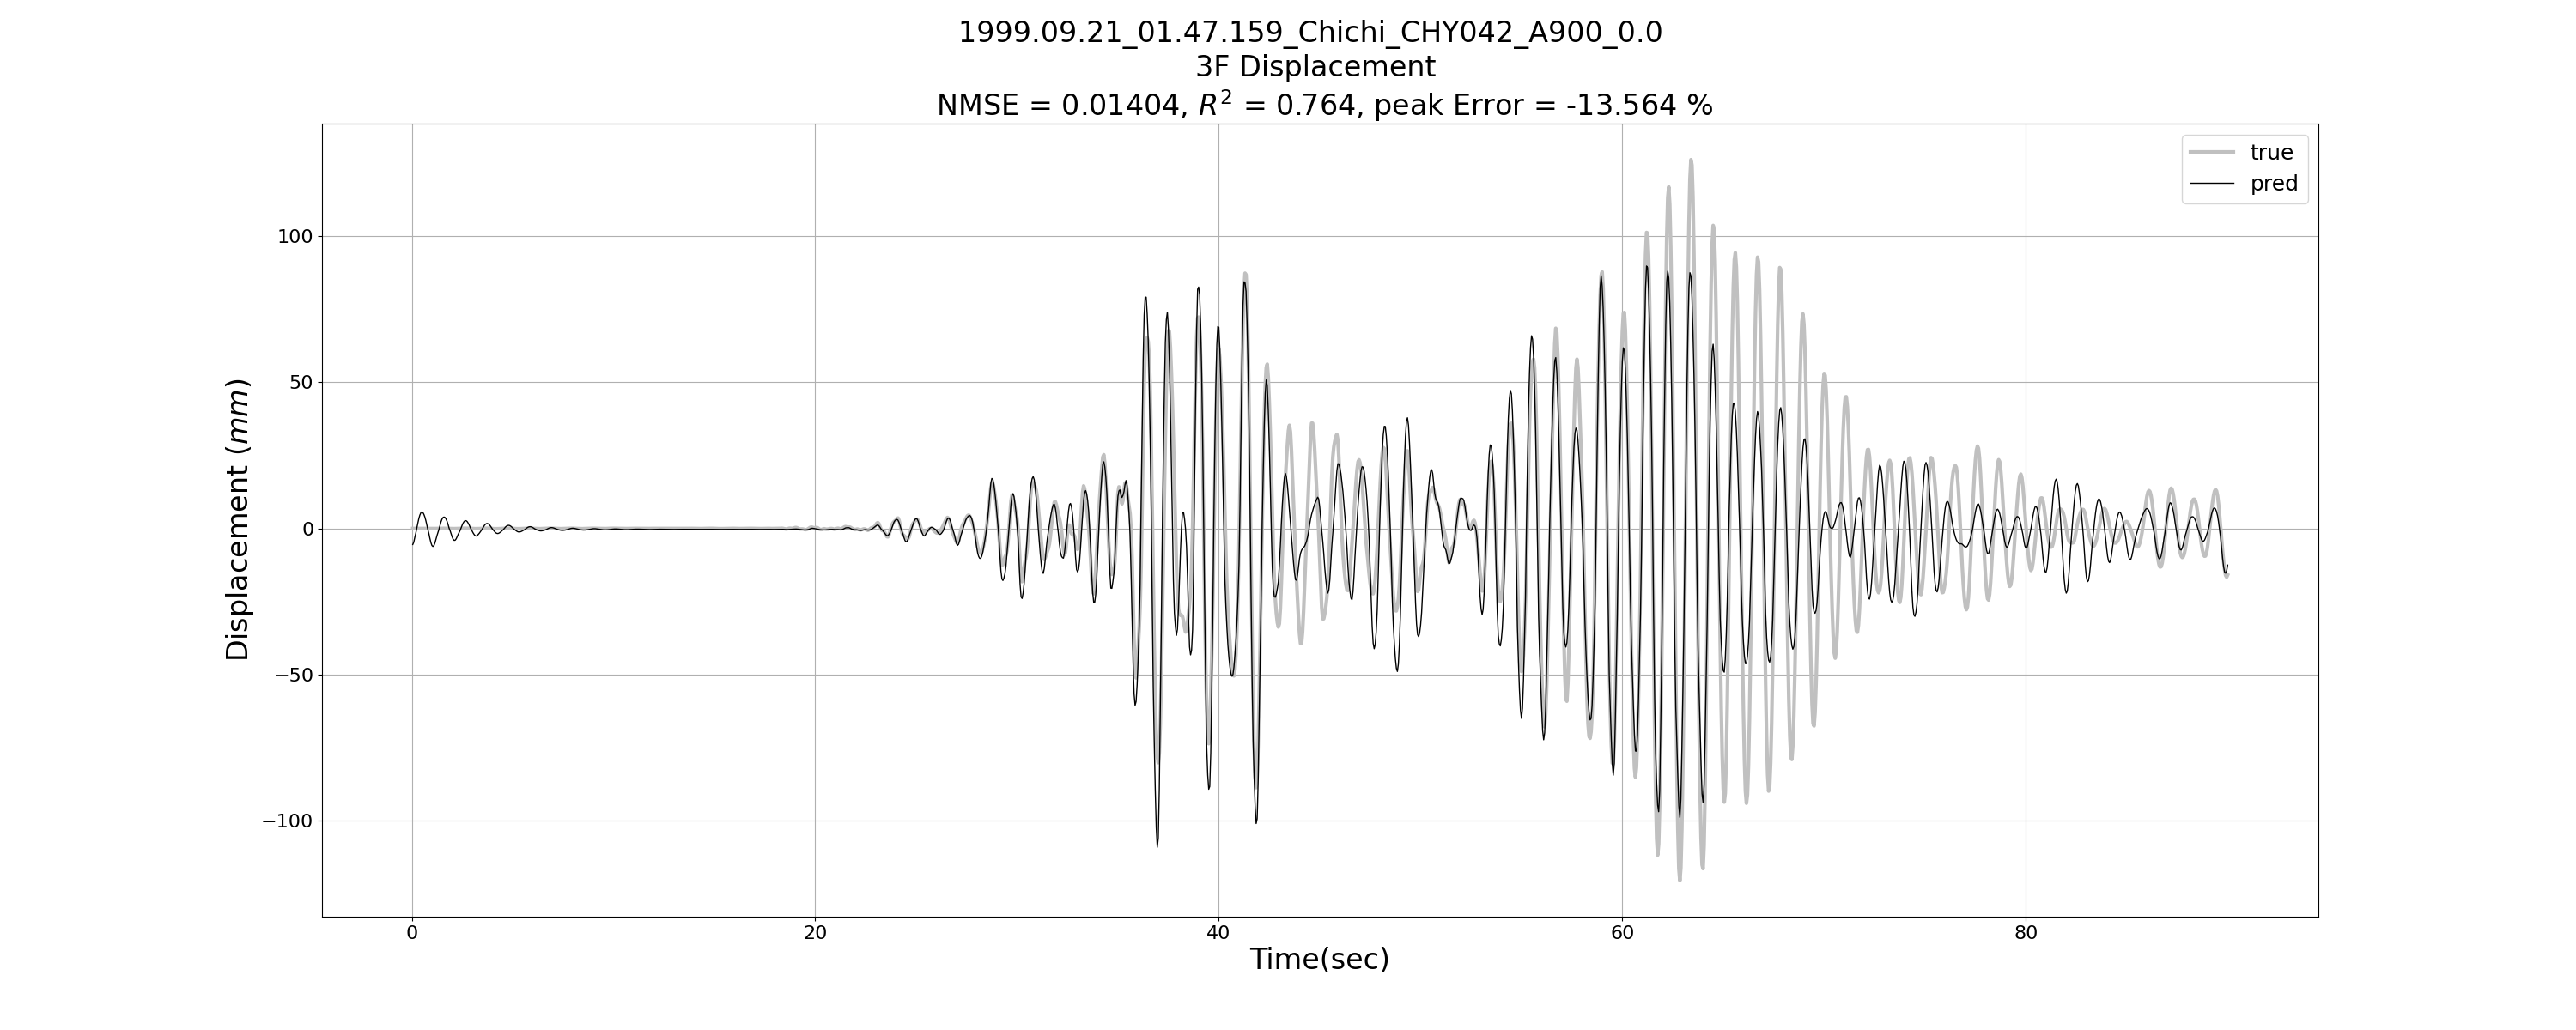 1999.09.21_01.47.159_Chichi_CHY042_A900_0.0
3F Displacement
NMSE = 0.01404, R² = 0.764, peak Error = -13.564 %
true
pred
100
50
0
−50
−100
Displacement (mm)
0 20 40 60 80
Time(sec)